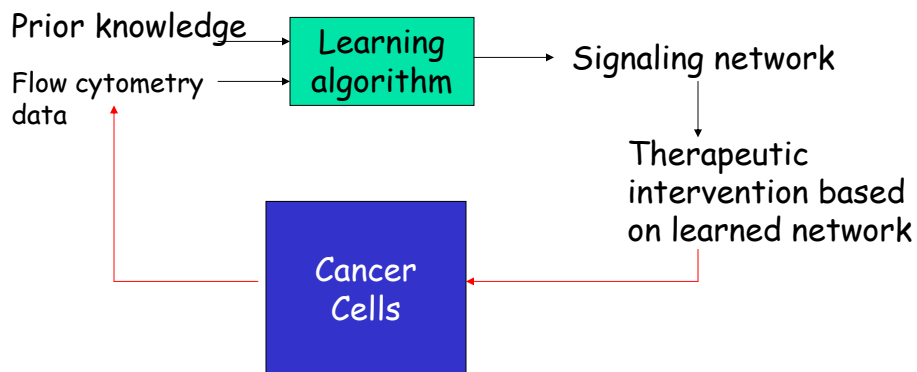 Prior knowledge
Flow cytometry
data
Learning
algorithm
Signaling network
Therapeutic
intervention based
on learned network
Cancer
Cells